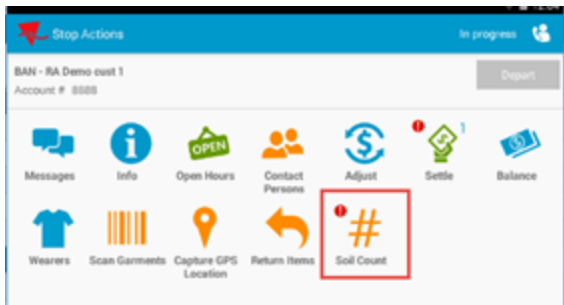 Stop Actions
In progress
BAN - RA Demo cust 1
Account # 8888
Depart
OPEN
1
Messages
Info
Open Hours
Contact
Persons
Adjust
Settle
Balance
Wearers
Scan Garments
Capture GPS
Location
Return Items
Soil Count